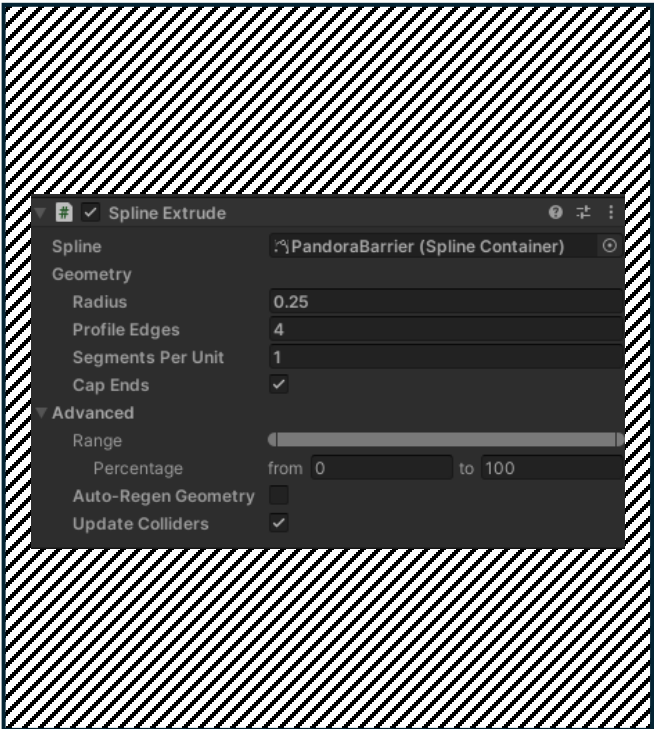 # Spline Extrude
Spline PandoraBarrier (Spline Container)
Geometry
Radius 0.25
Profile Edges 4
Segments Per Unit 1
Cap Ends
Advanced
Range
Percentage from 0 to 100
Auto-Regen Geometry
Update Colliders